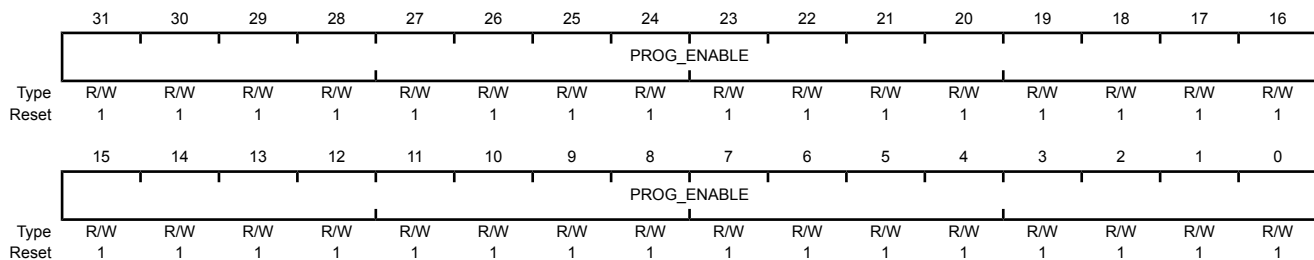 31 30 29 28 27 26 25 24 23 22 21 20 19 18 17 16
PROG_ENABLE
Type R/W R/W R/W R/W R/W R/W R/W R/W R/W R/W R/W R/W R/W R/W R/W R/W
Reset 1 1 1 1 1 1 1 1 1 1 1 1 1 1 1 1
15 14 13 12 11 10 9 8 7 6 5 4 3 2 1 0
PROG_ENABLE
Type R/W R/W R/W R/W R/W R/W R/W R/W R/W R/W R/W R/W R/W R/W R/W R/W
Reset 1 1 1 1 1 1 1 1 1 1 1 1 1 1 1 1